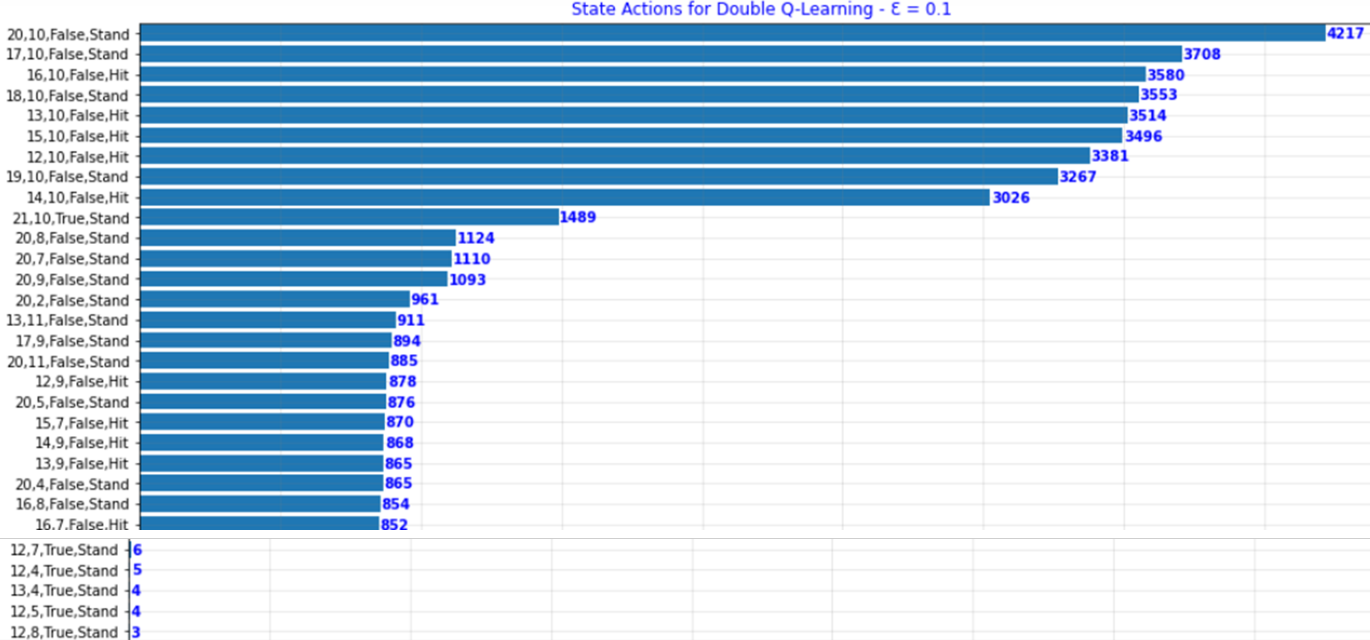 State Actions for Double Q-Learning - Ɛ = 0.1
20,10,False,Stand 4217
17,10,False,Stand 3708
16,10,False,Hit 3580
18,10,False,Stand 3553
13,10,False,Hit 3514
15,10,False,Hit 3496
12,10,False,Hit 3381
19,10,False,Stand 3267
14,10,False,Hit 3026
21,10,True,Stand 1489
20,8,False,Stand 1124
20,7,False,Stand 1110
20,9,False,Stand 1093
20,2,False,Stand 961
13,11,False,Stand 911
17,9,False,Stand 894
20,11,False,Stand 885
12,9,False,Hit 878
20,5,False,Stand 876
15,7,False,Hit 870
14,9,False,Hit 868
13,9,False,Hit 865
20,4,False,Stand 865
16,8,False,Stand 854
16,7,False,Hit 852
12,7,True,Stand 6
12,4,True,Stand 5
13,4,True,Stand 4
12,5,True,Stand 4
12,8,True,Stand 3